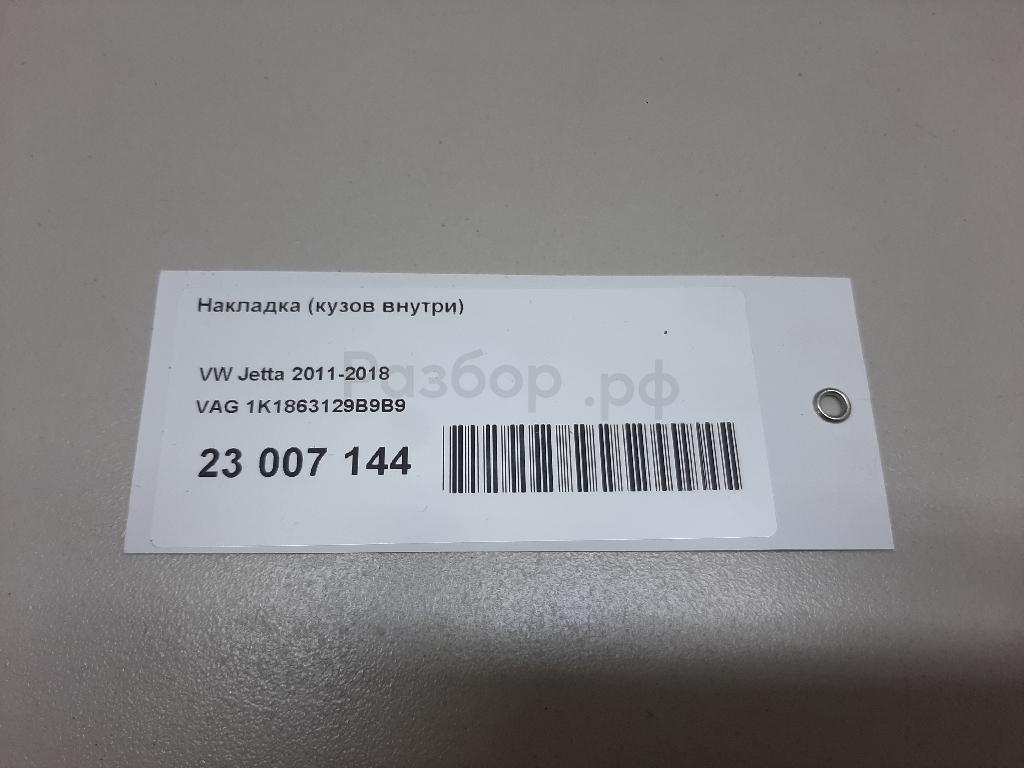 Накладка (кузов внутри)
VW Jetta 2011-2018
VAG 1K1863129B9B9
23 007 144
Разбор.рф